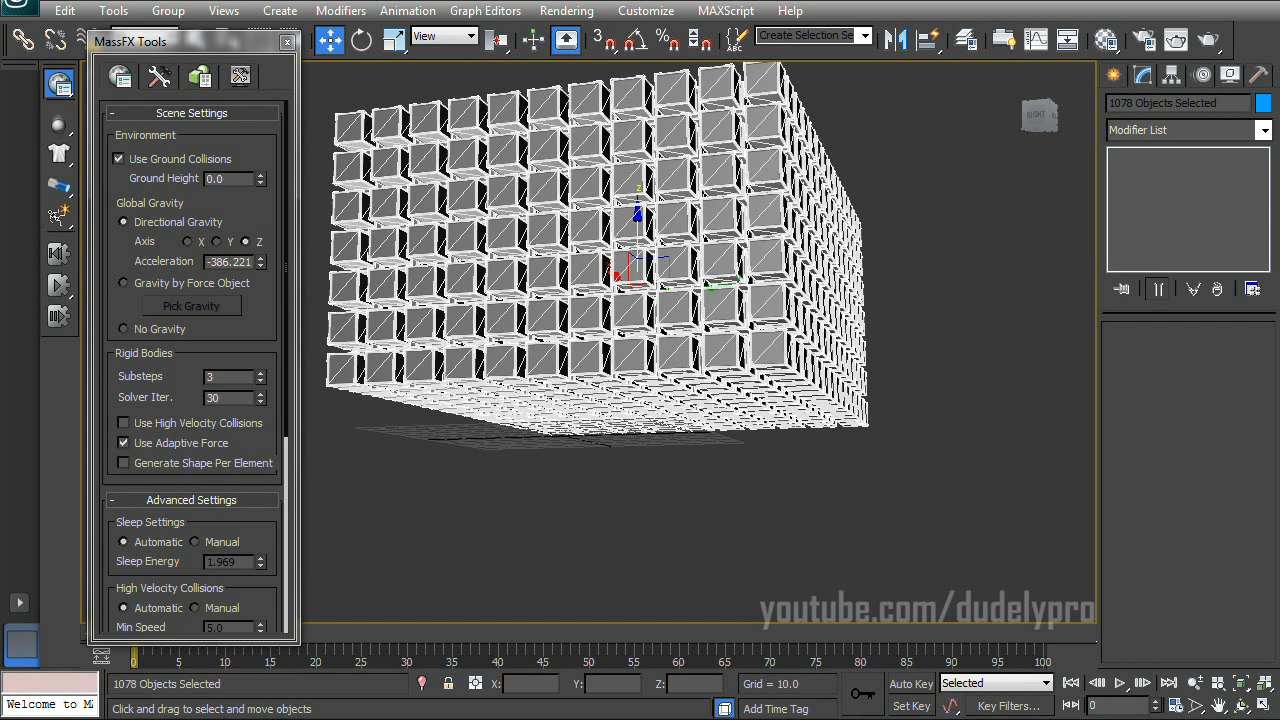 Edit Tools Group Views Create Modifiers Animation Graph Editors Rendering Customize MAXScript Help
MassFX Tools
View
3
%
ABC
Create Selection Se
Scene Settings
Environment
Use Ground Collisions
Ground Height 0.0
Global Gravity
Directional Gravity
Axis X Y Z
Acceleration -386.221
Gravity by Force Object
Pick Gravity
No Gravity
Rigid Bodies
Substeps 3
Solver Iter. 30
Use High Velocity Collisions
Use Adaptive Force
Generate Shape Per Element
Advanced Settings
Sleep Settings
Automatic Manual
Sleep Energy 1.969
High Velocity Collisions
Automatic Manual
Min Speed 5.0
RIGHT
z
1078 Objects Selected
Modifier List
youtube.com/dudelypro
0 5 10 15 20 25 30 35 40 45 50 55 60 65 70 75 80 85 90 95 100
1078 Objects Selected X: Y: Z: Grid = 10.0 Auto Key Selected
Welcome to Ma Click and drag to select and move objects Add Time Tag Set Key Key Filters... 0